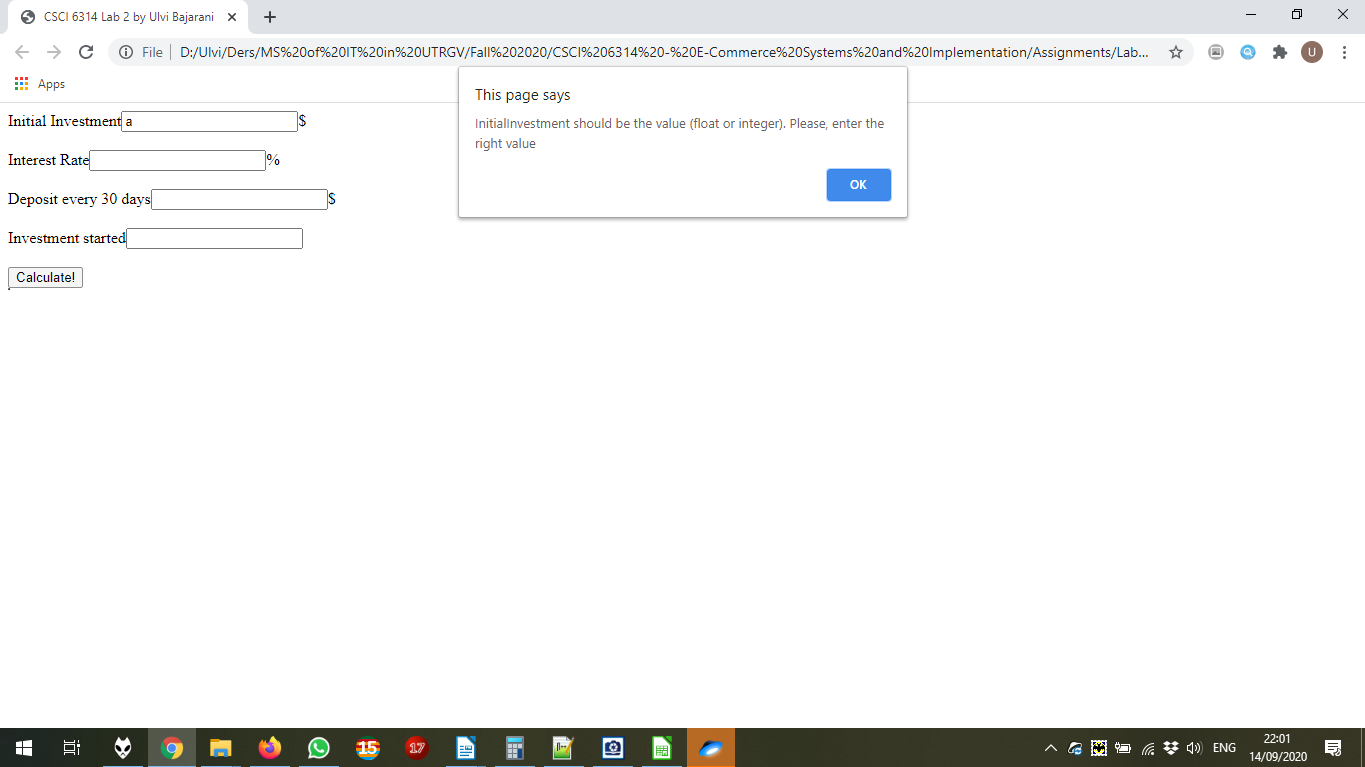 CSCI 6314 Lab 2 by Ulvi Bajarani
File
D:/Ulvi/Ders/MS%20of%20IT%20in%20UTRGV/Fall%202020/CSCI%206314%20-%20E-Commerce%20Systems%20and%20Implementation/Assignments/Lab...
U
Apps
This page says
InitialInvestment should be the value (float or integer). Please, enter the
right value
OK
Initial Investment a $
Interest Rate %
Deposit every 30 days $
Investment started
Calculate!
15
17
ENG
22:01
14/09/2020